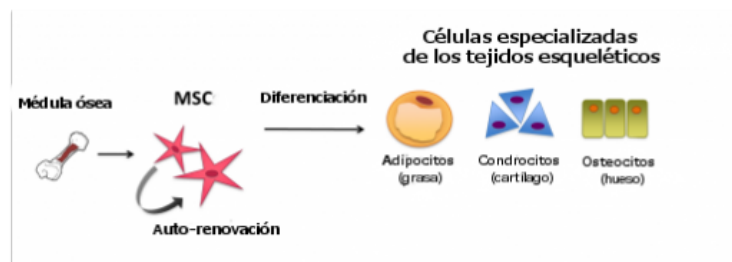 Células especializadas
de los tejidos esqueléticos
Médula ósea
MSC
Diferenciación
Auto-renovación
Adipocitos
(grasa)
Condrocitos
(cartílago)
Osteocitos
(hueso)